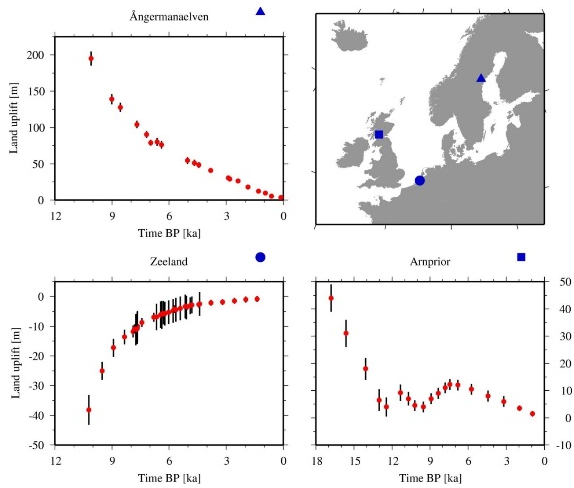 Ångermanaelven
200
150
100
50
0
Land uplift [m]
12 9 6 3 0
Time BP [ka]
Zeeland
0
-10
-20
-30
-40
-50
Land uplift [m]
12 9 6 3 0
Time BP [ka]
Arnprior
50
40
30
20
10
0
-10
18 15 12 9 6 3 0
Time BP [ka]